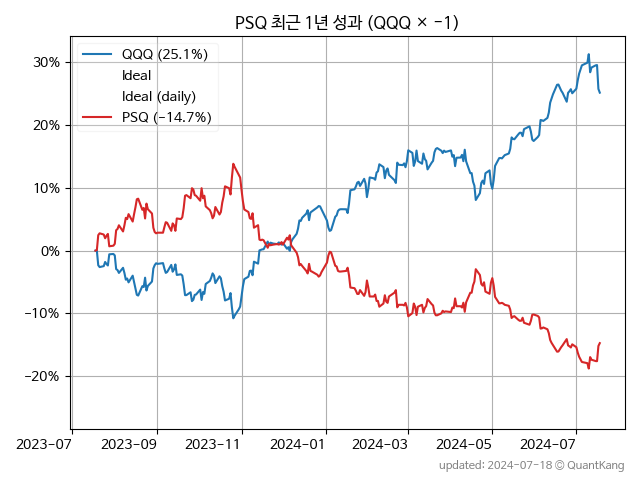 PSQ 최근 1년 성과 (QQQ × −1)
QQQ (25.1%)
Ideal
Ideal (daily)
PSQ (−14.7%)
30%
20%
10%
0%
−10%
−20%
2023−07 2023−09 2023−11 2024−01 2024−03 2024−05 2024−07
updated: 2024-07-18 © QuantKang